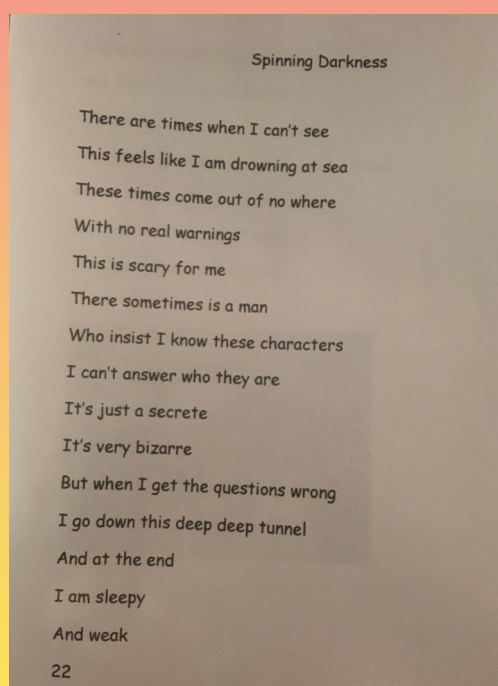 Spinning Darkness
There are times when I can't see
This feels like I am drowning at sea
These times come out of no where
With no real warnings
This is scary for me
There sometimes is a man
Who insist I know these characters
I can't answer who they are
It's just a secrete
It's very bizarre
But when I get the questions wrong
I go down this deep deep tunnel
And at the end
I am sleepy
And weak
22